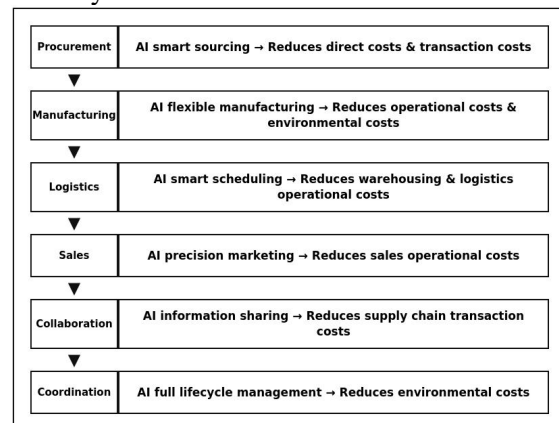 Procurement
AI smart sourcing → Reduces direct costs & transaction costs
Manufacturing
AI flexible manufacturing → Reduces operational costs &
environmental costs
Logistics
AI smart scheduling → Reduces warehousing & logistics
operational costs
Sales
AI precision marketing → Reduces sales operational costs
Collaboration
AI information sharing → Reduces supply chain transaction
costs
Coordination
AI full lifecycle management → Reduces environmental costs